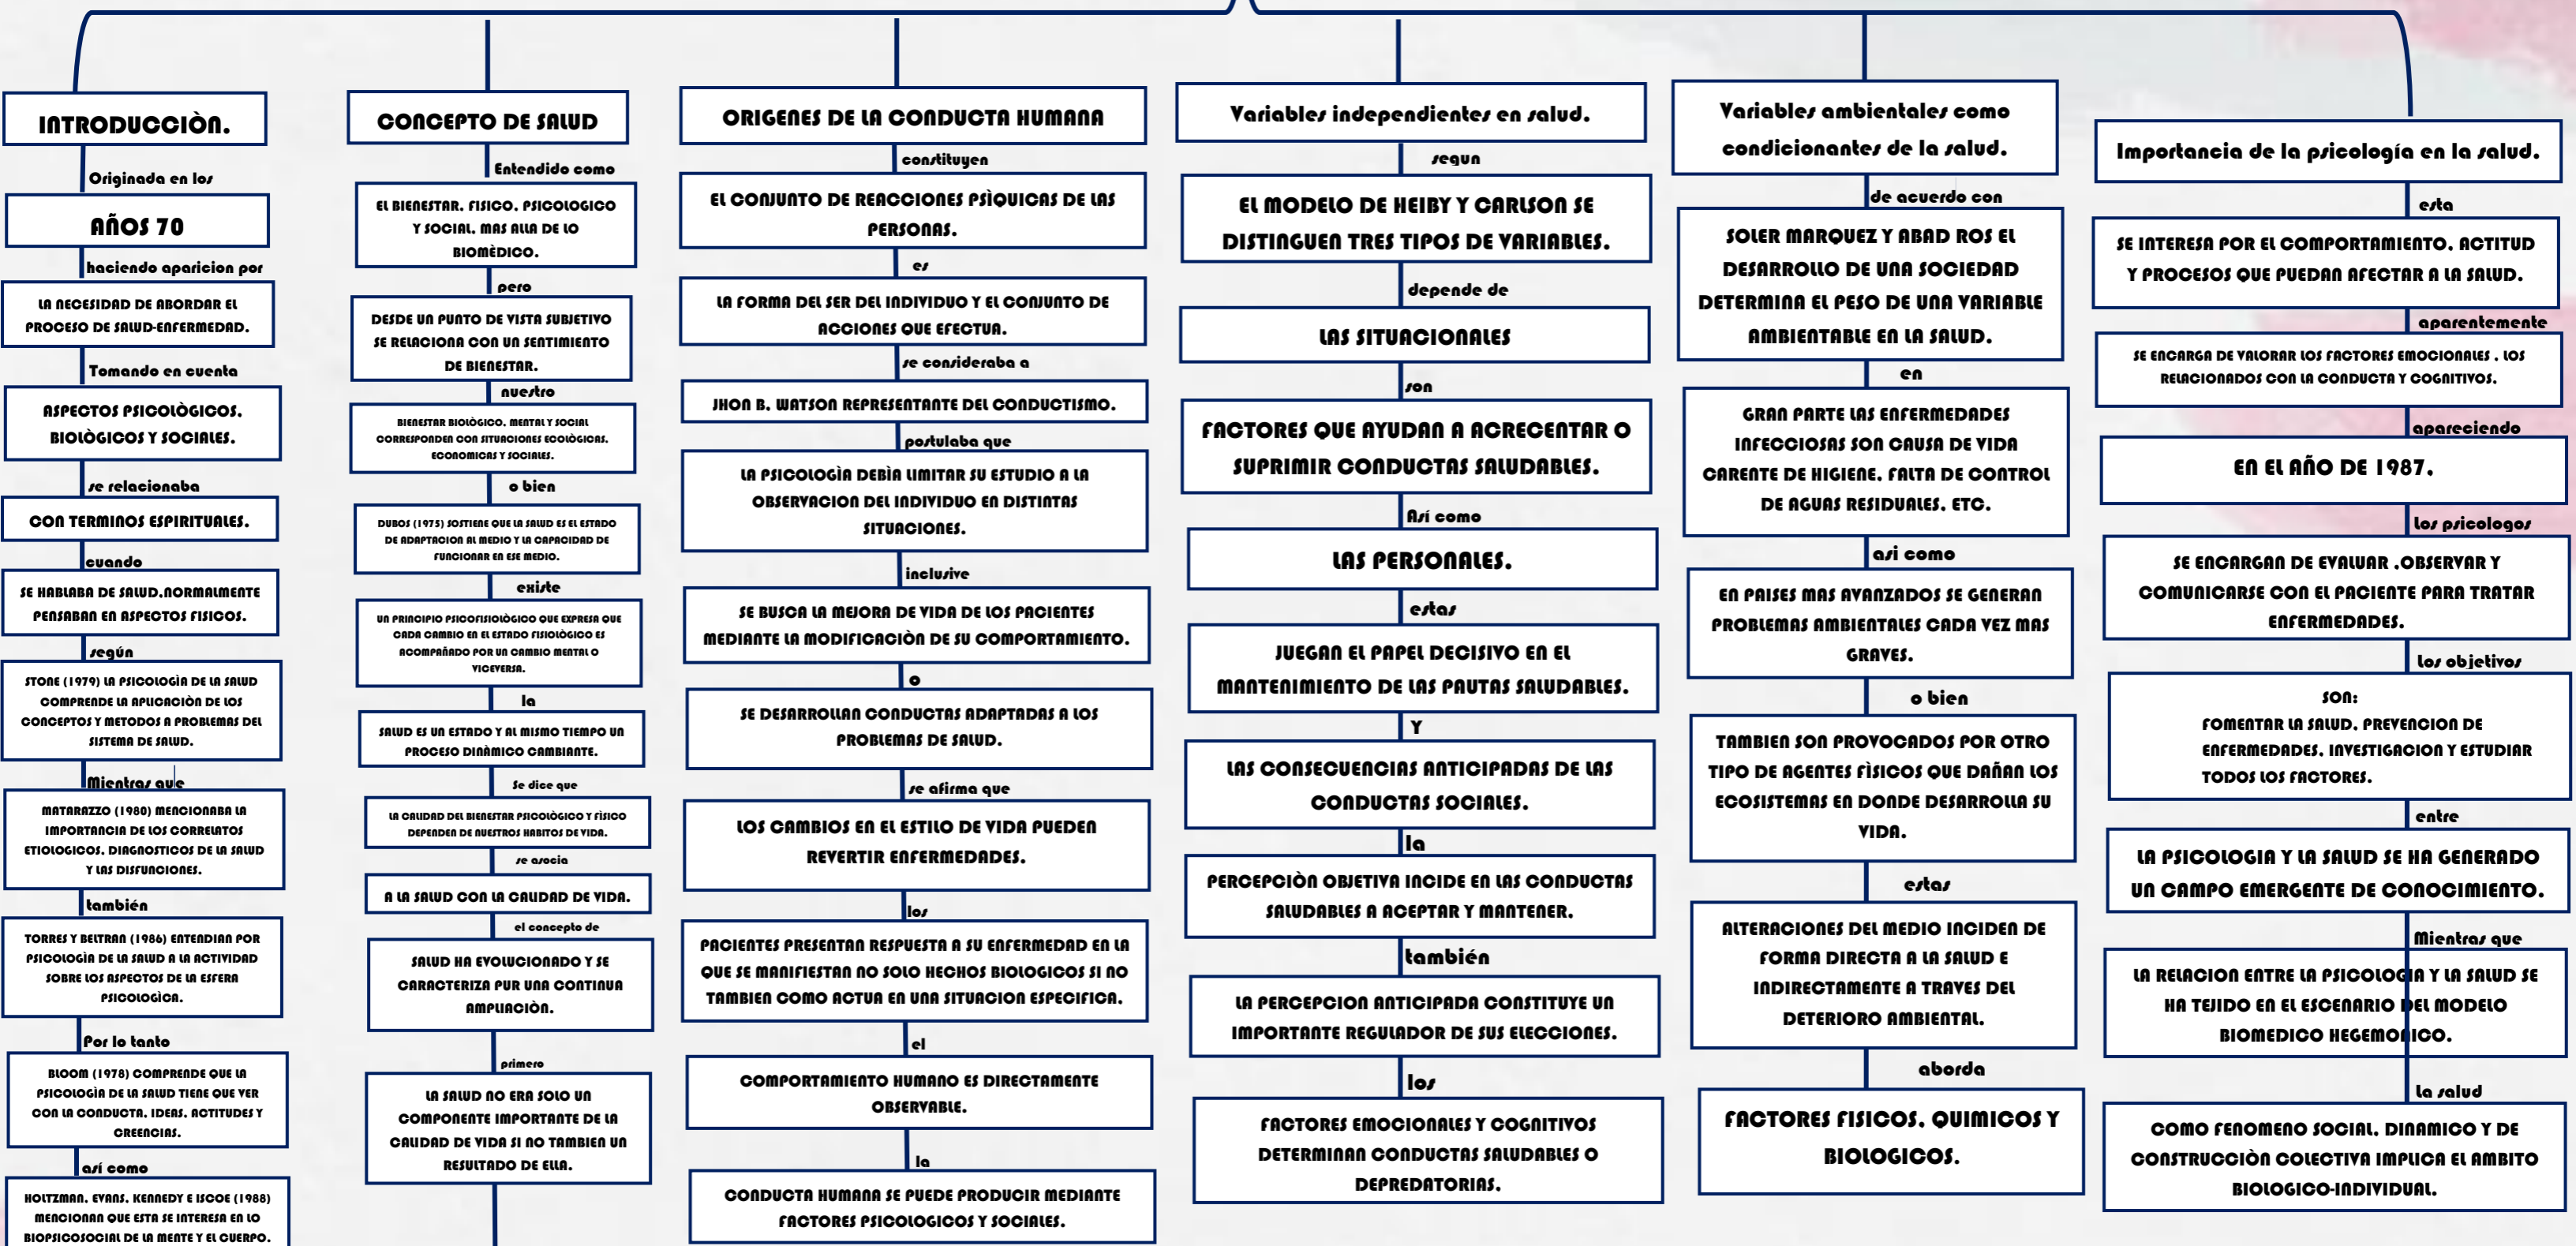 INTRODUCCIÒN.
Originada en los
AÑOS 70
haciendo aparicion por
LA NECESIDAD DE ABORDAR EL
PROCESO DE SALUD-ENFERMEDAD.
Tomando en cuenta
ASPECTOS PSICOLÒGICOS,
BIOLÒGICOS Y SOCIALES.
se relacionaba
CON TERMINOS ESPIRITUALES.
cuando
SE HABLABA DE SALUD,NORMALMENTE
PENSABAN EN ASPECTOS FISICOS.
según
STONE (1979) LA PSICOLOGÌA DE LA SALUD
COMPRENDE LA APLICACIÒN DE LOS
CONCEPTOS Y METODOS A PROBLEMAS DEL
SISTEMA DE SALUD.
Mientras que
MATARAZZO (1980) MENCIONABA LA
IMPORTANCIA DE LOS CORRELATOS
ETIOLOGICOS, DIAGNOSTICOS DE LA SALUD
Y LAS DISFUNCIONES.
también
TORRES Y BELTRAN (1986) ENTENDIAN POR
PSICOLOGÌA DE LA SALUD A LA ACTIVIDAD
SOBRE LOS ASPECTOS DE LA ESFERA
PSICOLOGÌCA.
Por lo tanto
BLOOM (1978) COMPRENDE QUE LA
PSICOLOGÌA DE LA SALUD TIENE QUE VER
CON LA CONDUCTA, IDEAS, ACTITUDES Y
CREENCIAS.
así como
HOLTZMAN, EVANS, KENNEDY E ISCOE (1988)
MENCIONAN QUE ESTA SE INTERESA EN LO
BIOPSICOSOCIAL DE LA MENTE Y EL CUERPO.
CONCEPTO DE SALUD
Entendido como
EL BIENESTAR, FISICO, PSICOLOGICO
Y SOCIAL, MAS ALLA DE LO
BIOMÈDICO.
pero
DESDE UN PUNTO DE VISTA SUBJETIVO
SE RELACIONA CON UN SENTIMIENTO
DE BIENESTAR.
nuestro
BIENESTAR BIOLÒGICO, MENTAL Y SOCIAL
CORRESPONDEN CON SITUACIONES ECOLÒGICAS,
ECONOMICAS Y SOCIALES.
o bien
DUBOS (1975) SOSTIENE QUE LA SALUD ES EL ESTADO
DE ADAPTACION AL MEDIO Y LA CAPACIDAD DE
FUNCIONAR EN ESE MEDIO.
existe
UN PRINCIPIO PSICOFISIOLÒGICO QUE EXPRESA QUE
CADA CAMBIO EN EL ESTADO FISIOLÒGICO ES
ACOMPAÑADO POR UN CAMBIO MENTAL O
VICEVERSA.
la
SALUD ES UN ESTADO Y AL MISMO TIEMPO UN
PROCESO DINÀMICO CAMBIANTE.
Se dice que
LA CALIDAD DEL BIENESTAR PSICOLÒGICO Y FÌSICO
DEPENDEN DE NUESTROS HABITOS DE VIDA.
se asocia
A LA SALUD CON LA CALIDAD DE VIDA.
el concepto de
SALUD HA EVOLUCIONADO Y SE
CARACTERIZA PUR UNA CONTINUA
AMPLIACIÒN.
primero
LA SALUD NO ERA SOLO UN
COMPONENTE IMPORTANTE DE LA
CALIDAD DE VIDA SI NO TAMBIEN UN
RESULTADO DE ELLA.
ORIGENES DE LA CONDUCTA HUMANA
constituyen
EL CONJUNTO DE REACCIONES PSÌQUICAS DE LAS
PERSONAS.
es
LA FORMA DEL SER DEL INDIVIDUO Y EL CONJUNTO DE
ACCIONES QUE EFECTUA.
se consideraba a
JHON B. WATSON REPRESENTANTE DEL CONDUCTISMO.
postulaba que
LA PSICOLOGÌA DEBÌA LIMITAR SU ESTUDIO A LA
OBSERVACION DEL INDIVIDUO EN DISTINTAS
SITUACIONES.
inclusive
SE BUSCA LA MEJORA DE VIDA DE LOS PACIENTES
MEDIANTE LA MODIFICACIÒN DE SU COMPORTAMIENTO.
o
SE DESARROLLAN CONDUCTAS ADAPTADAS A LOS
PROBLEMAS DE SALUD.
se afirma que
LOS CAMBIOS EN EL ESTILO DE VIDA PUEDEN
REVERTIR ENFERMEDADES.
los
PACIENTES PRESENTAN RESPUESTA A SU ENFERMEDAD EN LA
QUE SE MANIFIESTAN NO SOLO HECHOS BIOLOGICOS SI NO
TAMBIEN COMO ACTUA EN UNA SITUACION ESPECIFICA.
el
COMPORTAMIENTO HUMANO ES DIRECTAMENTE
OBSERVABLE.
la
CONDUCTA HUMANA SE PUEDE PRODUCIR MEDIANTE
FACTORES PSICOLOGICOS Y SOCIALES.
Variables independientes en salud.
segun
EL MODELO DE HEIBY Y CARLSON SE
DISTINGUEN TRES TIPOS DE VARIABLES.
depende de
LAS SITUACIONALES
son
FACTORES QUE AYUDAN A ACRECENTAR O
SUPRIMIR CONDUCTAS SALUDABLES.
Así como
LAS PERSONALES.
estas
JUEGAN EL PAPEL DECISIVO EN EL
MANTENIMIENTO DE LAS PAUTAS SALUDABLES.
Y
LAS CONSECUENCIAS ANTICIPADAS DE LAS
CONDUCTAS SOCIALES.
la
PERCEPCIÒN OBJETIVA INCIDE EN LAS CONDUCTAS
SALUDABLES A ACEPTAR Y MANTENER.
también
LA PERCEPCION ANTICIPADA CONSTITUYE UN
IMPORTANTE REGULADOR DE SUS ELECCIONES.
los
FACTORES EMOCIONALES Y COGNITIVOS
DETERMINAN CONDUCTAS SALUDABLES O
DEPREDATORIAS.
Variables ambientales como
condicionantes de la salud.
de acuerdo con
SOLER MARQUEZ Y ABAD ROS EL
DESARROLLO DE UNA SOCIEDAD
DETERMINA EL PESO DE UNA VARIABLE
AMBIENTABLE EN LA SALUD.
en
GRAN PARTE LAS ENFERMEDADES
INFECCIOSAS SON CAUSA DE VIDA
CARENTE DE HIGIENE, FALTA DE CONTROL
DE AGUAS RESIDUALES, ETC.
asi como
EN PAISES MAS AVANZADOS SE GENERAN
PROBLEMAS AMBIENTALES CADA VEZ MAS
GRAVES.
o bien
TAMBIEN SON PROVOCADOS POR OTRO
TIPO DE AGENTES FÌSICOS QUE DAÑAN LOS
ECOSISTEMAS EN DONDE DESARROLLA SU
VIDA.
estas
ALTERACIONES DEL MEDIO INCIDEN DE
FORMA DIRECTA A LA SALUD E
INDIRECTAMENTE A TRAVES DEL
DETERIORO AMBIENTAL.
aborda
FACTORES FISICOS, QUIMICOS Y
BIOLOGICOS.
Importancia de la psicología en la salud.
esta
SE INTERESA POR EL COMPORTAMIENTO, ACTITUD
Y PROCESOS QUE PUEDAN AFECTAR A LA SALUD.
aparentemente
SE ENCARGA DE VALORAR LOS FACTORES EMOCIONALES , LOS
RELACIONADOS CON LA CONDUCTA Y COGNITIVOS.
apareciendo
EN EL AÑO DE 1987.
Los psicologos
SE ENCARGAN DE EVALUAR ,OBSERVAR Y
COMUNICARSE CON EL PACIENTE PARA TRATAR
ENFERMEDADES.
Los objetivos
SON:
FOMENTAR LA SALUD, PREVENCION DE
ENFERMEDADES, INVESTIGACION Y ESTUDIAR
TODOS LOS FACTORES.
entre
LA PSICOLOGIA Y LA SALUD SE HA GENERADO
UN CAMPO EMERGENTE DE CONOCIMIENTO.
Mientras que
LA RELACION ENTRE LA PSICOLOGIA Y LA SALUD SE
HA TEJIDO EN EL ESCENARIO DEL MODELO
BIOMEDICO HEGEMONICO.
La salud
COMO FENOMENO SOCIAL, DINAMICO Y DE
CONSTRUCCIÒN COLECTIVA IMPLICA EL AMBITO
BIOLOGICO-INDIVIDUAL.